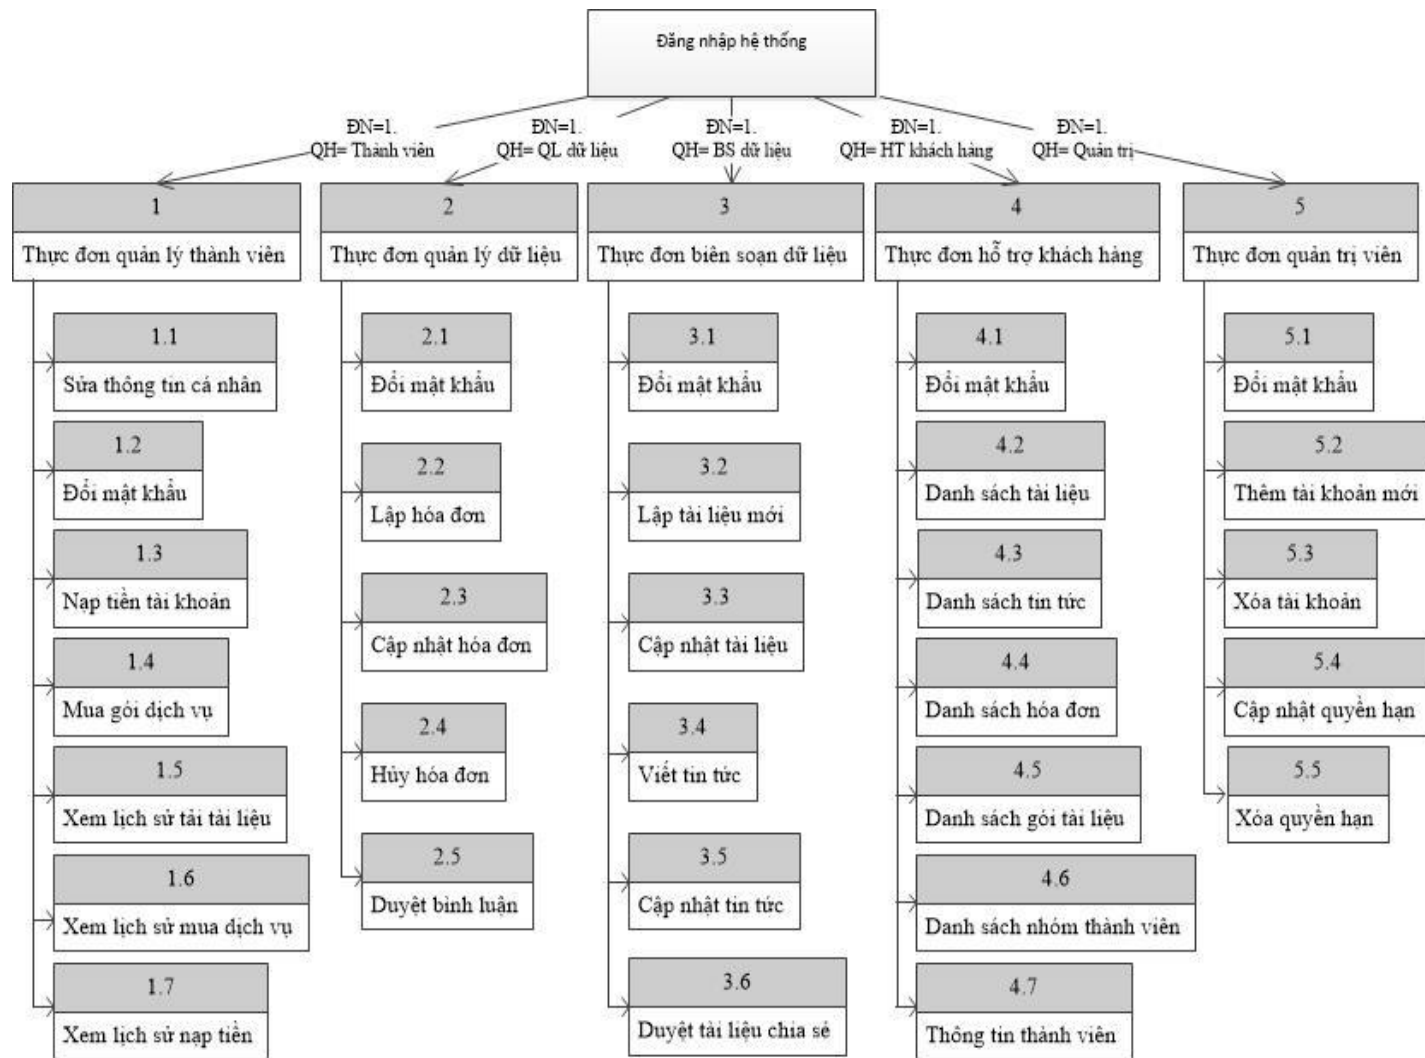 Đăng nhập hệ thống
ĐN=1.
QH= Thành viên
ĐN=1.
QH= QL dữ liệu
ĐN=1.
QH= BS dữ liệu
ĐN=1.
QH= HT khách hàng
ĐN=1.
QH= Quản trị
1
Thực đơn quản lý thành viên
1.1
Sửa thông tin cá nhân
1.2
Đổi mật khẩu
1.3
Nạp tiền tài khoản
1.4
Mua gói dịch vụ
1.5
Xem lịch sử tải tài liệu
1.6
Xem lịch sử mua dịch vụ
1.7
Xem lịch sử nạp tiền
2
Thực đơn quản lý dữ liệu
2.1
Đổi mật khẩu
2.2
Lập hóa đơn
2.3
Cập nhật hóa đơn
2.4
Hủy hóa đơn
2.5
Duyệt bình luận
3
Thực đơn biên soạn dữ liệu
3.1
Đổi mật khẩu
3.2
Lập tài liệu mới
3.3
Cập nhật tài liệu
3.4
Viết tin tức
3.5
Cập nhật tin tức
3.6
Duyệt tài liệu chia sẻ
4
Thực đơn hỗ trợ khách hàng
4.1
Đổi mật khẩu
4.2
Danh sách tài liệu
4.3
Danh sách tin tức
4.4
Danh sách hóa đơn
4.5
Danh sách gói tài liệu
4.6
Danh sách nhóm thành viên
4.7
Thông tin thành viên
5
Thực đơn quản trị viên
5.1
Đổi mật khẩu
5.2
Thêm tài khoản mới
5.3
Xóa tài khoản
5.4
Cập nhật quyền hạn
5.5
Xóa quyền hạn